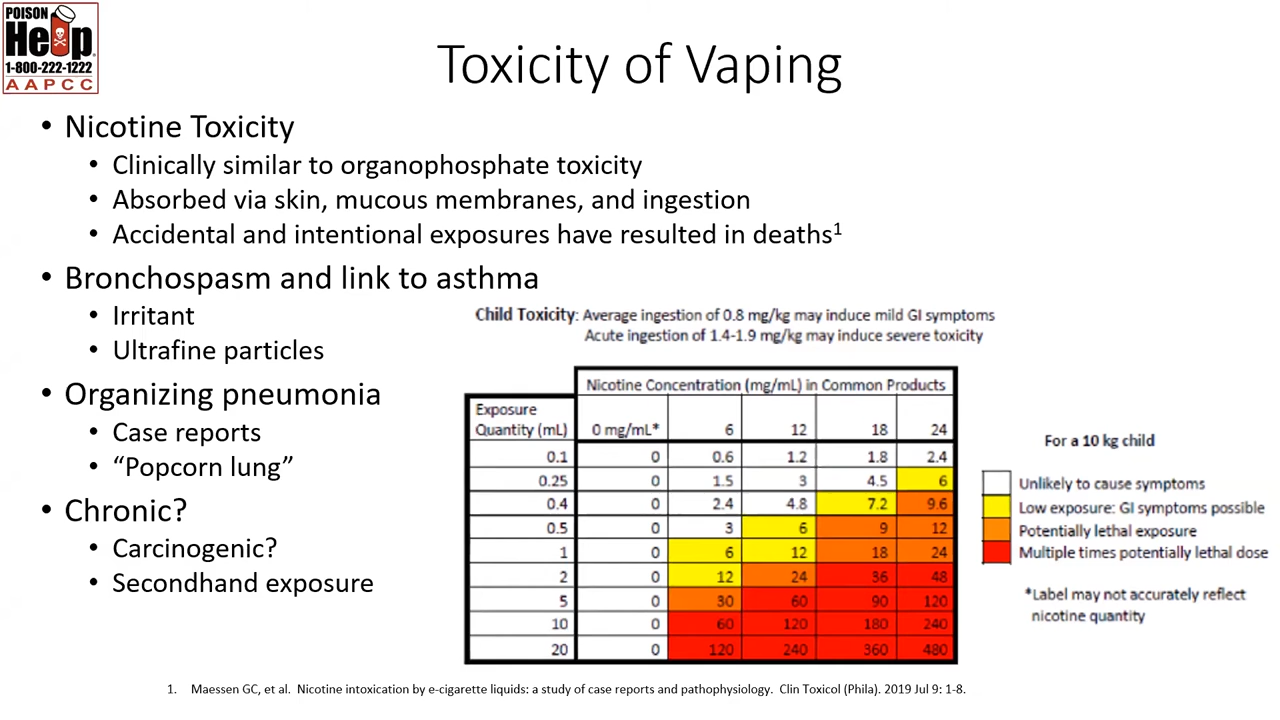 POISON
Help
1-800-222-1222
AAPCC
Toxicity of Vaping
• Nicotine Toxicity
• Clinically similar to organophosphate toxicity
• Absorbed via skin, mucous membranes, and ingestion
• Accidental and intentional exposures have resulted in deaths1
• Bronchospasm and link to asthma
• Irritant
• Ultrafine particles
• Organizing pneumonia
• Case reports
• “Popcorn lung”
• Chronic?
• Carcinogenic?
• Secondhand exposure
Child Toxicity: Average ingestion of 0.8 mg/kg may induce mild GI symptoms
Acute ingestion of 1.4-1.9 mg/kg may induce severe toxicity
Nicotine Concentration (mg/mL) in Common Products
Exposure
Quantity (mL) 0 mg/mL* 6 12 18 24
0.1 0 0.6 1.2 1.8 2.4
0.25 0 1.5 3 4.5 6
0.4 0 2.4 4.8 7.2 9.6
0.5 0 3 6 9 12
1 0 6 12 18 24
2 0 12 24 36 48
5 0 30 60 90 120
10 0 60 120 180 240
20 0 120 240 360 480
For a 10 kg child
Unlikely to cause symptoms
Low exposure: GI symptoms possible
Potentially lethal exposure
Multiple times potentially lethal dose
*Label may not accurately reflect
nicotine quantity
1. Maessen GC, et al. Nicotine intoxication by e-cigarette liquids: a study of case reports and pathophysiology. Clin Toxicol (Phila). 2019 Jul 9: 1-8.